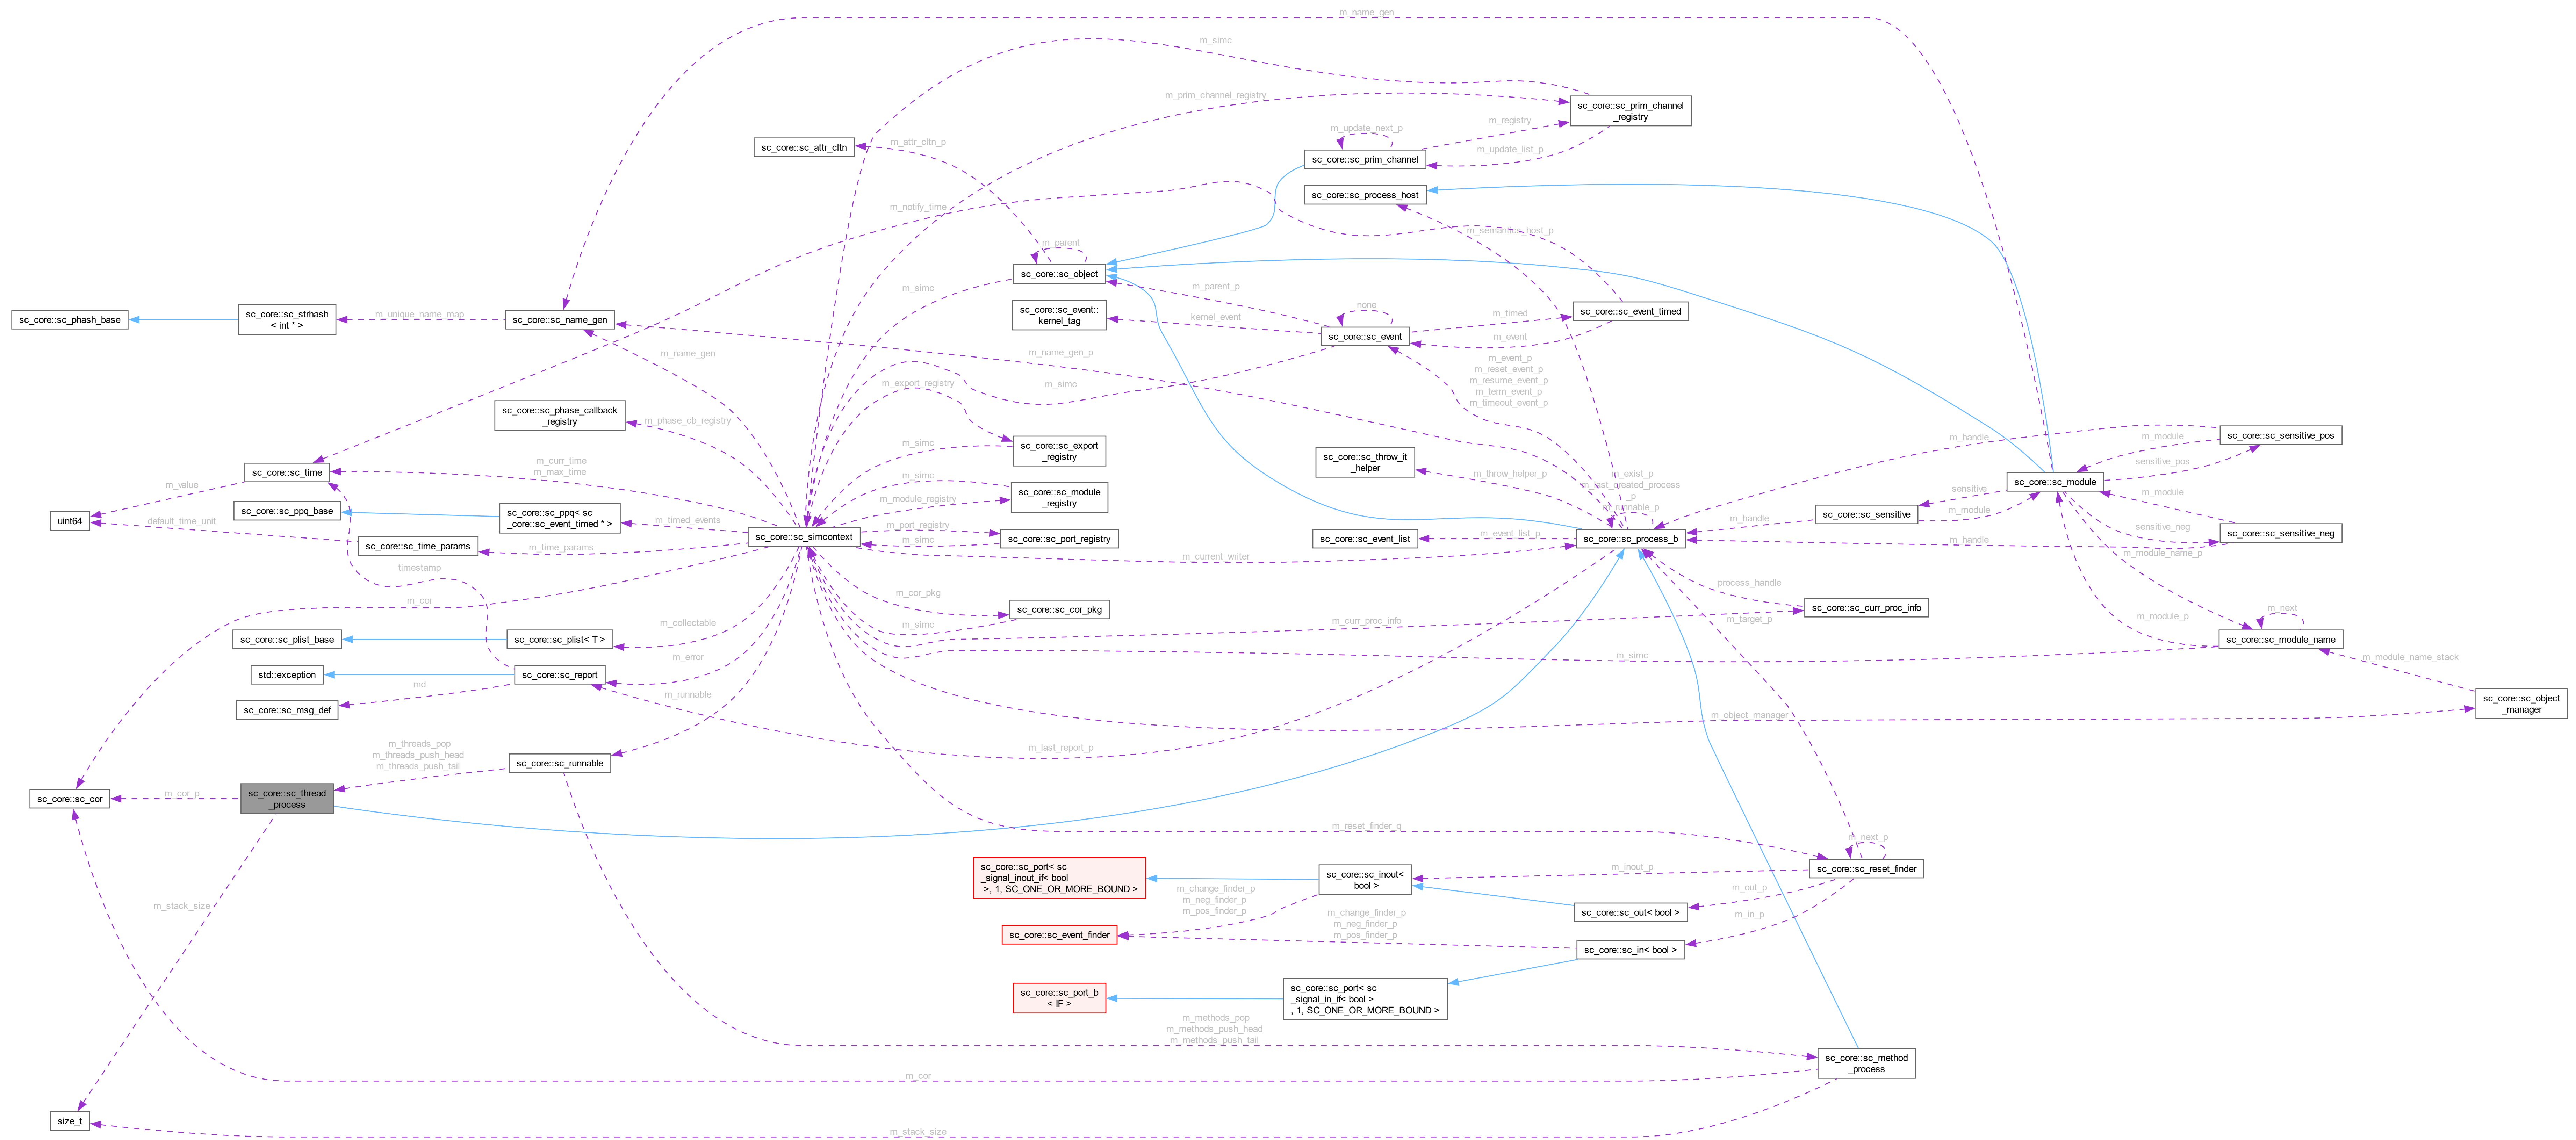 m_name_gen
m_simc
m_prim_channel_registry
sc_core::sc_prim_channel
_registry
m_update_next_p
m_registry
m_attr_cltn_p
sc_core::sc_attr_cltn
m_update_list_p
sc_core::sc_prim_channel
sc_core::sc_process_host
m_notify_time
m_semantics_host_p
m_parent
sc_core::sc_object
m_simc
m_parent_p
sc_core::sc_event::
kernel_tag
kernel_event
none
sc_core::sc_event
m_timed
m_event
sc_core::sc_event_timed
sc_core::sc_phash_base
sc_core::sc_strhash
< int * >
m_unique_name_map
sc_core::sc_name_gen
m_name_gen
m_name_gen_p
m_simc
m_event_p
m_reset_event_p
m_resume_event_p
m_term_event_p
m_timeout_event_p
m_export_registry
sc_core::sc_phase_callback
_registry
m_phase_cb_registry
sc_core::sc_export
_registry
m_simc
m_handle
m_module
sc_core::sc_sensitive_pos
sensitive_pos
sc_core::sc_throw_it
_helper
m_throw_helper_p
m_exist_p
m_last_created_process
_p
m_runnable_p
sc_core::sc_time
m_curr_time
m_max_time
m_value
m_simc
sc_core::sc_module
_registry
m_module_registry
sc_core::sc_module
sensitive
m_module
sc_core::sc_ppq_base
sc_core::sc_ppq< sc
_core::sc_event_timed * >
m_timed_events
uint64
default_time_unit
sc_core::sc_time_params
m_time_params
sc_core::sc_simcontext
m_port_registry
m_simc
sc_core::sc_port_registry
m_current_writer
sc_core::sc_event_list
m_event_list_p
sc_core::sc_process_b
m_handle
sc_core::sc_sensitive
m_module
sensitive_neg
sc_core::sc_sensitive_neg
m_handle
m_module_name_p
timestamp
m_cor
m_cor_pkg
sc_core::sc_cor_pkg
m_simc
process_handle
sc_core::sc_curr_proc_info
m_curr_proc_info
m_target_p
m_module_p
m_next
sc_core::sc_module_name
sc_core::sc_plist_base
sc_core::sc_plist< T >
m_collectable
m_simc
m_module_name_stack
std::exception
sc_core::sc_report
m_error
md
sc_core::sc_msg_def
m_runnable
sc_core::sc_object
_manager
m_object_manager
m_last_report_p
m_threads_pop
m_threads_push_head
m_threads_push_tail
sc_core::sc_runnable
sc_core::sc_cor
m_cor_p
sc_core::sc_thread
_process
m_reset_finder_q
m_next_p
sc_core::sc_reset_finder
sc_core::sc_port< sc
_signal_inout_if< bool
>, 1, SC_ONE_OR_MORE_BOUND >
sc_core::sc_inout<
bool >
m_inout_p
m_change_finder_p
m_neg_finder_p
m_pos_finder_p
m_out_p
sc_core::sc_out< bool >
m_in_p
m_stack_size
sc_core::sc_event_finder
m_change_finder_p
m_neg_finder_p
m_pos_finder_p
sc_core::sc_in< bool >
sc_core::sc_port_b
< IF >
sc_core::sc_port< sc
_signal_in_if< bool >
, 1, SC_ONE_OR_MORE_BOUND >
m_methods_pop
m_methods_push_head
m_methods_push_tail
sc_core::sc_method
_process
m_cor
size_t
m_stack_size